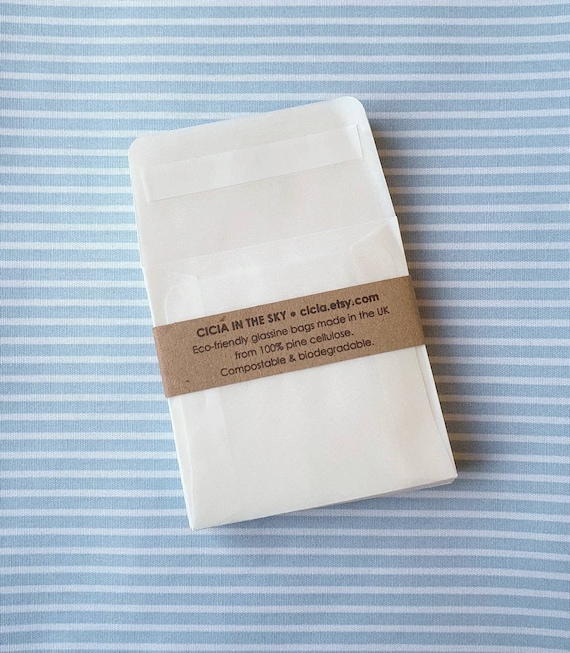 CICIA IN THE SKY • cicia.etsy.com
Eco-friendly glassine bags made in the UK
from 100% pine cellulose.
Compostable & biodegradable.